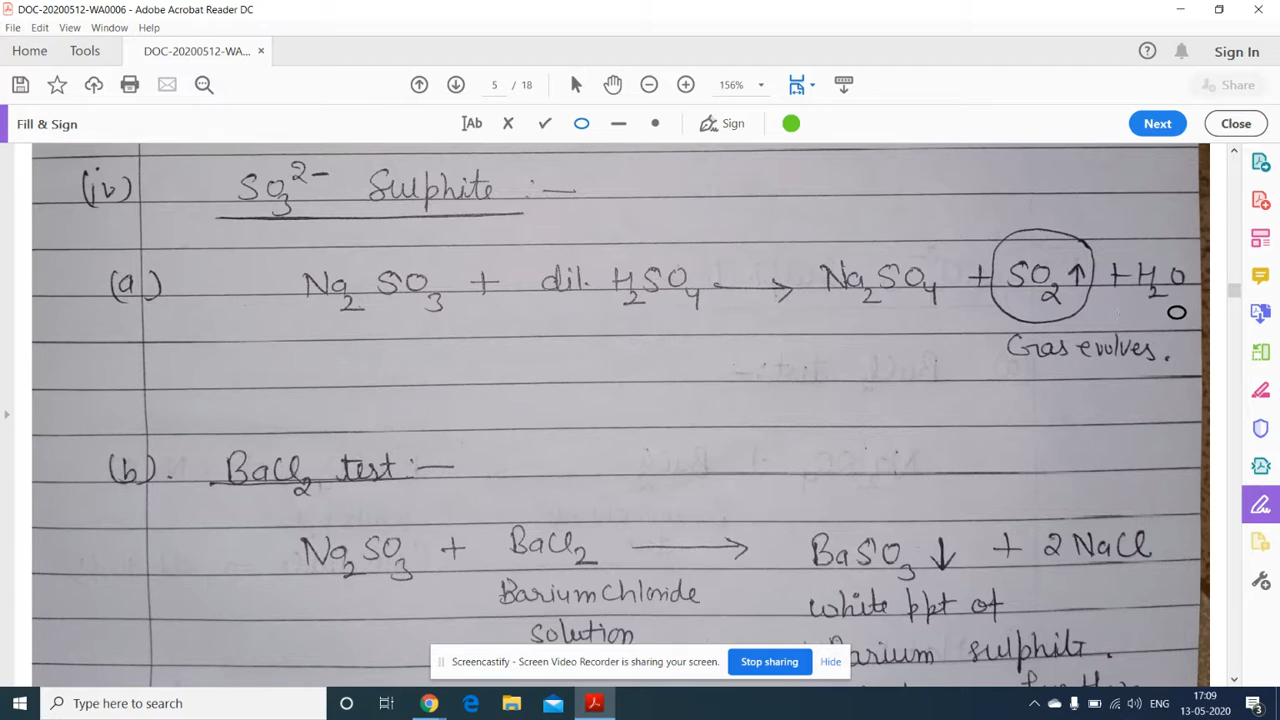 DOC-20200512-WA0006 - Adobe Acrobat Reader DC
File Edit View Window Help
Home Tools DOC-20200512-WA... × Sign In
5 / 18 156% Share
Fill & Sign Ab Sign Next Close
(iv) SO₃²⁻ Sulphite :—
(a) Na₂SO₃ + dil. H₂SO₄ → Na₂SO₄ + SO₂↑ + H₂O
Gas evolves.
(b). BaCl₂ test :—
Na₂SO₃ + BaCl₂ → BaSO₃↓ + 2NaCl
Barium Chloride white ppt of
solution Barium sulphite.
Screencastify - Screen Video Recorder is sharing your screen. Stop sharing Hide
Type here to search ENG 17:09
13-05-2020 3